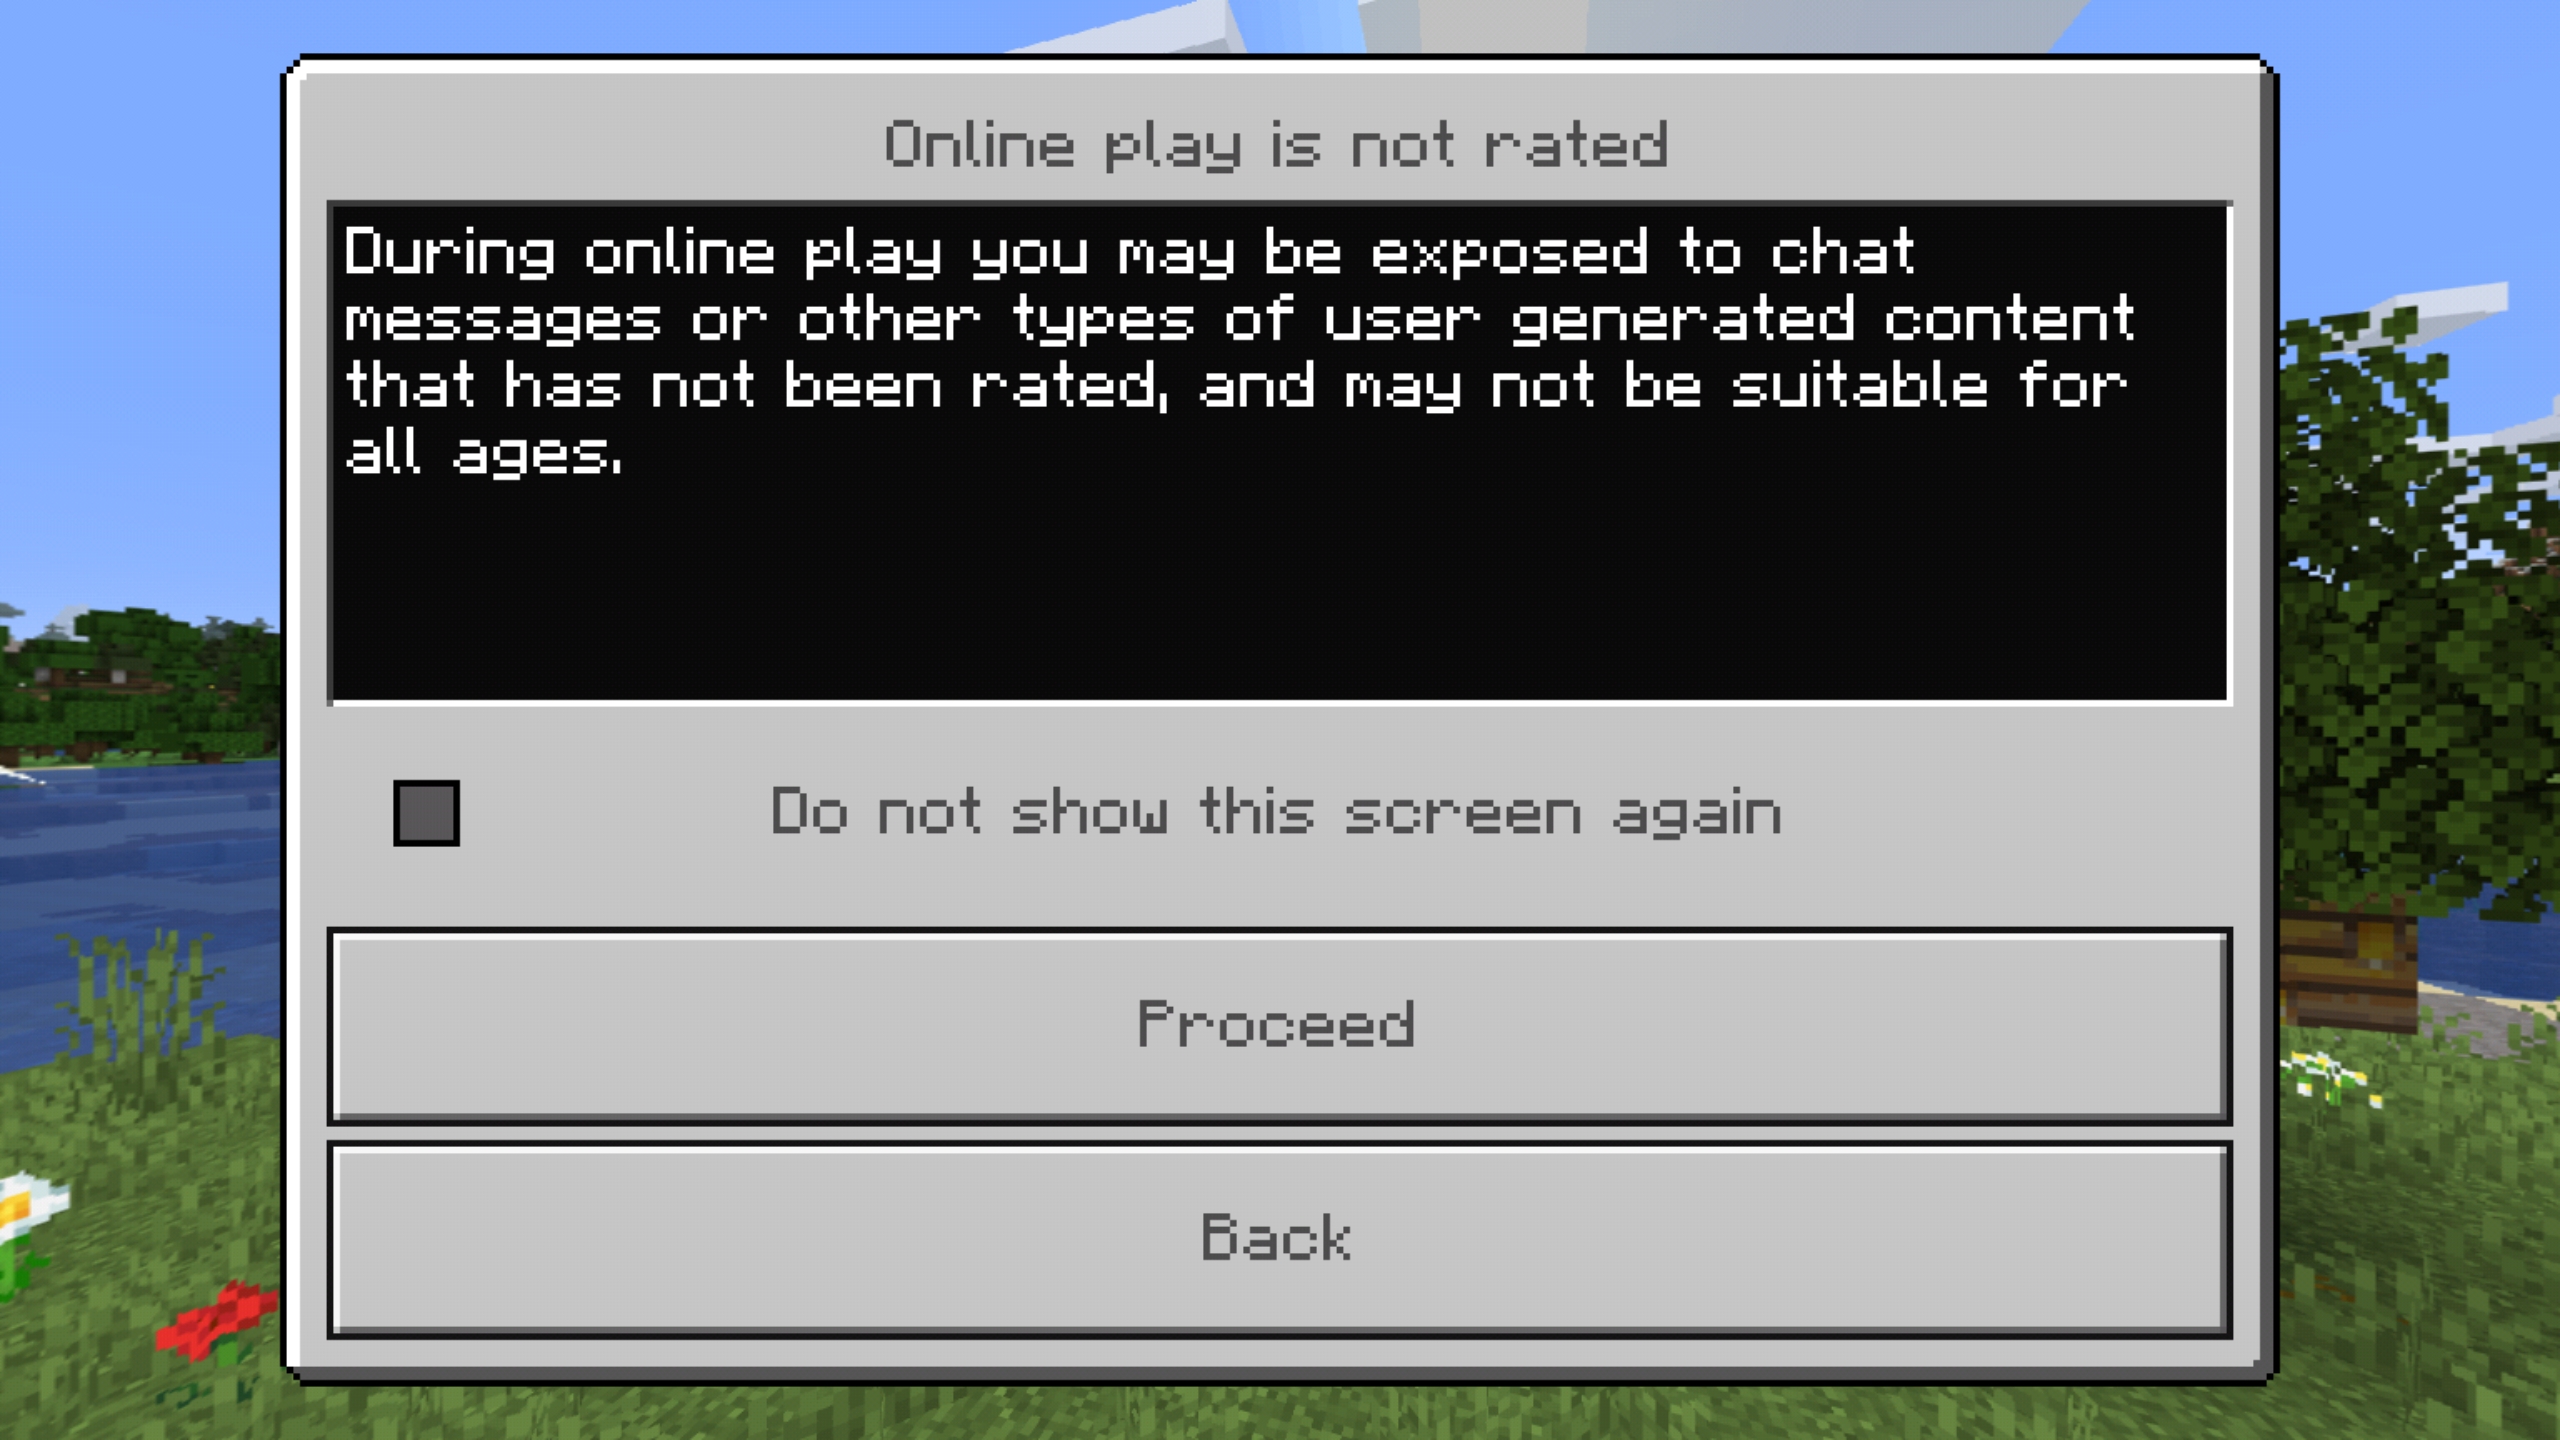 Online play is not rated
During online play you may be exposed to chat
messages or other types of user generated content
that has not been rated, and may not be suitable for
all ages.
Do not show this screen again
Proceed
Back